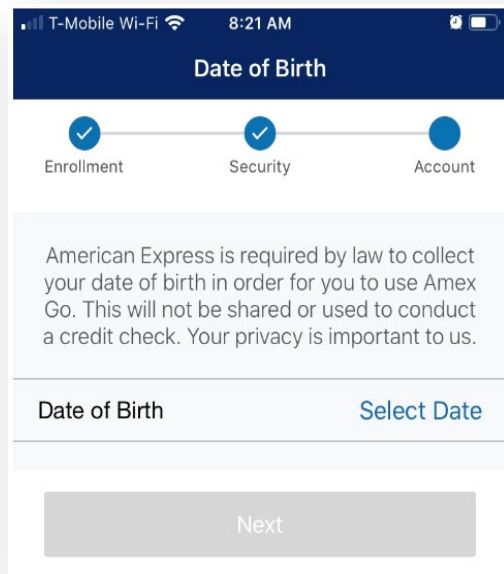 T-Mobile Wi-Fi 8:21 AM
Date of Birth
Enrollment Security Account
American Express is required by law to collect
your date of birth in order for you to use Amex
Go. This will not be shared or used to conduct
a credit check. Your privacy is important to us.
Date of Birth Select Date
Next